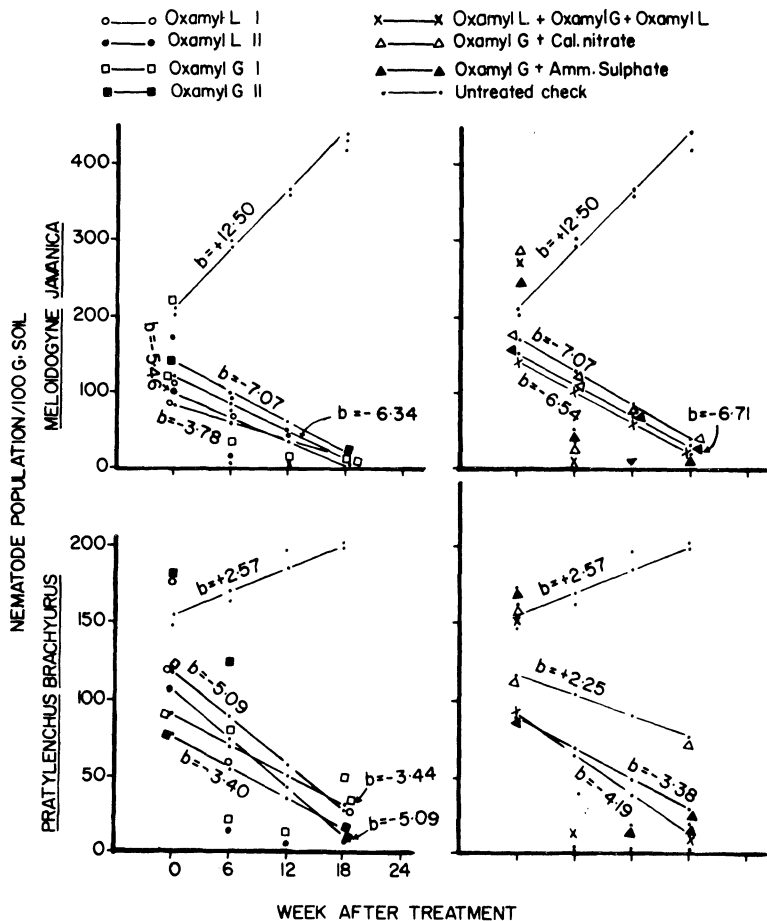 Oxamyl L I
Oxamyl L II
Oxamyl G I
Oxamyl G II
Oxamyl L. + Oxamyl G + Oxamyl L
Oxamyl G + Cal. nitrate
Oxamyl G + Amm. Sulphate
Untreated check
NEMATODE POPULATION/100 G. SOIL
MELOIDOGYNE JAVANICA
400
300
200
100
0
b=+12·50
b=-5·46
b=-7·07
b=-6·34
b=-3·78
b=+12·50
b=-7·07
b=-6·54
b=-6·71
PRATYLENCHUS BRACHYURUS
200
150
100
50
0
b=+2·57
b=-5·09
b=-3·44
b=-3·40
b=-5·09
b=+2·57
b=+2·25
b=-3·38
b=-4·19
0 6 12 18 24
WEEK AFTER TREATMENT